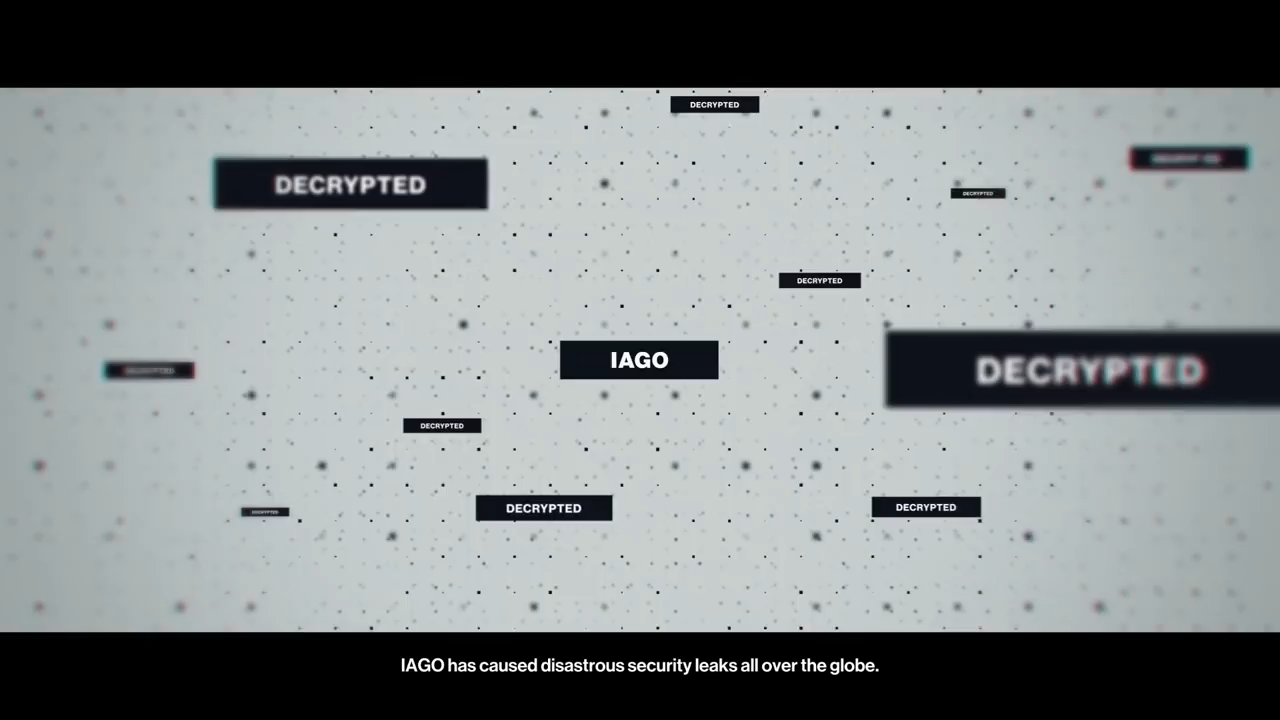 DECRYPTED
DECRYPTED
DECRYPTED
DECRYPTED
IAGO
DECRYPTED
DECRYPTED
DECRYPTED
DECRYPTED
DECRYPTED
IAGO has caused disastrous security leaks all over the globe.